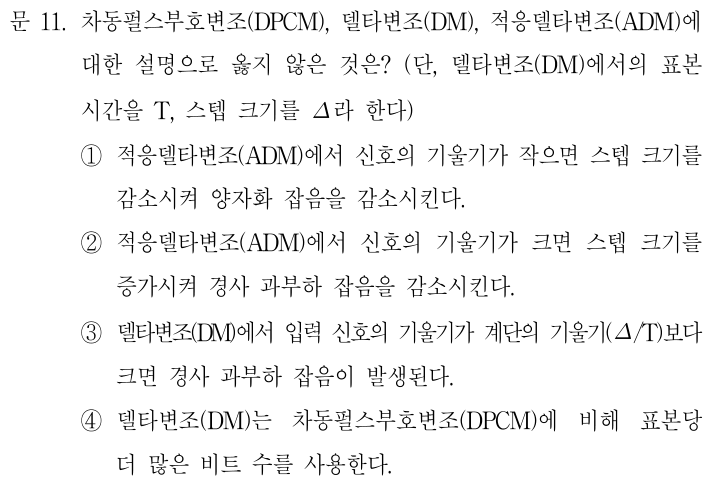 문 11. 차동펄스부호변조(DPCM), 델타변조(DM), 적응델타변조(ADM)에
대한 설명으로 옳지 않은 것은? (단, 델타변조(DM)에서의 표본
시간을 T, 스텝 크기를 Δ라 한다)
① 적응델타변조(ADM)에서 신호의 기울기가 작으면 스텝 크기를
감소시켜 양자화 잡음을 감소시킨다.
② 적응델타변조(ADM)에서 신호의 기울기가 크면 스텝 크기를
증가시켜 경사 과부하 잡음을 감소시킨다.
③ 델타변조(DM)에서 입력 신호의 기울기가 계단의 기울기(Δ/T)보다
크면 경사 과부하 잡음이 발생된다.
④ 델타변조(DM)는 차동펄스부호변조(DPCM)에 비해 표본당
더 많은 비트 수를 사용한다.